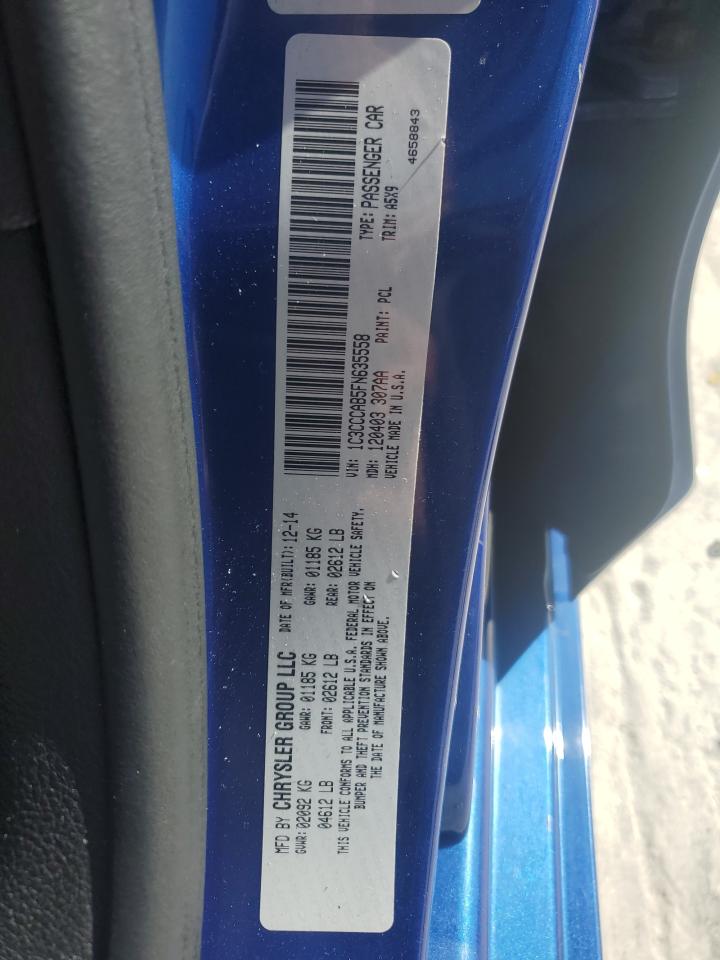 MFD BY CHRYSLER GROUP LLC DATE OF MFR(BUILT): 12-14
GVWR: 02092 KG GAWR: 01185 KG GAWR: 01185 KG
04612 LB FRONT: 02612 LB REAR: 02612 LB
THIS VEHICLE CONFORMS TO ALL APPLICABLE U.S.A. FEDERAL MOTOR VEHICLE SAFETY,
BUMPER AND THEFT PREVENTION STANDARDS IN EFFECT ON
THE DATE OF MANUFACTURE SHOWN ABOVE.
VIN: 1C3CCCAB5FN635558 TYPE: PASSENGER CAR
MDH: 120403 307AA PAINT: PCL TRIM: A5X9
VEHICLE MADE IN U.S.A. 4658843